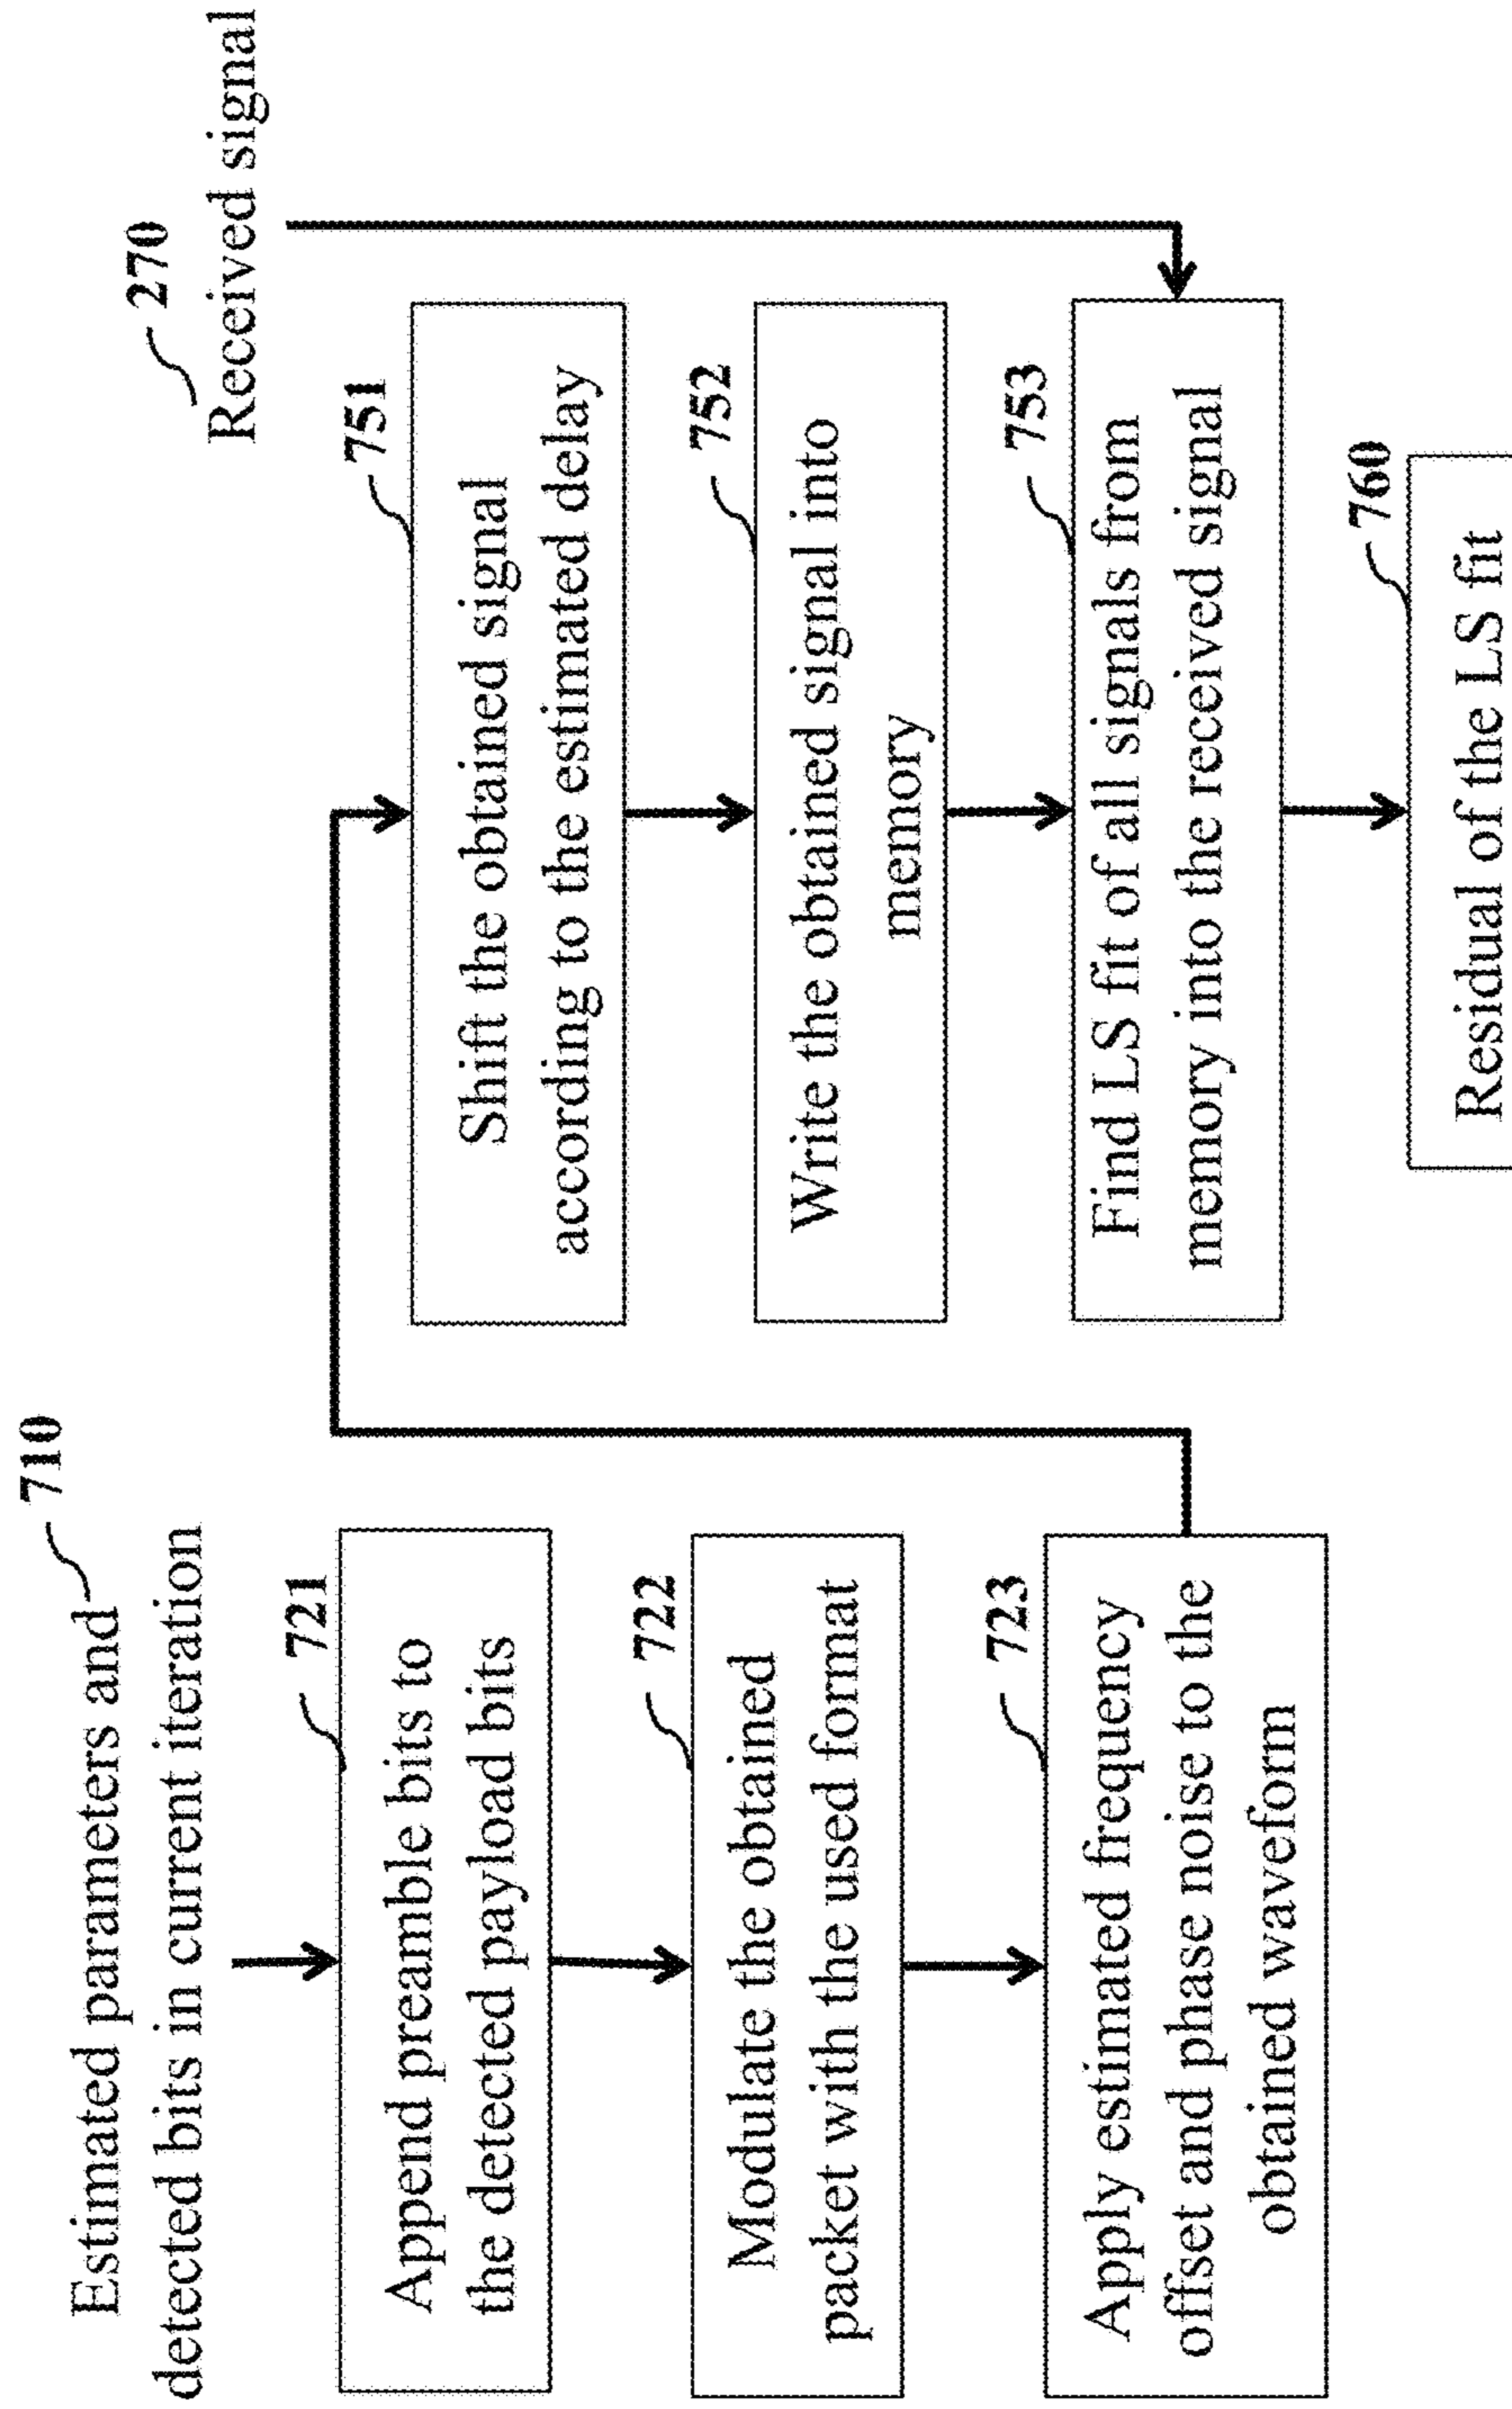 710
Estimated parameters and
detected bits in current iteration
721
Append preamble bits to
the detected payload bits
722
Modulate the obtained
packet with the used format
723
Apply estimated frequency
offset and phase noise to the
obtained waveform
270
Received signal
751
Shift the obtained signal
according to the estimated delay
752
Write the obtained signal into
memory
753
Find LS fit of all signals from
memory into the received signal
760
Residual of the LS fit